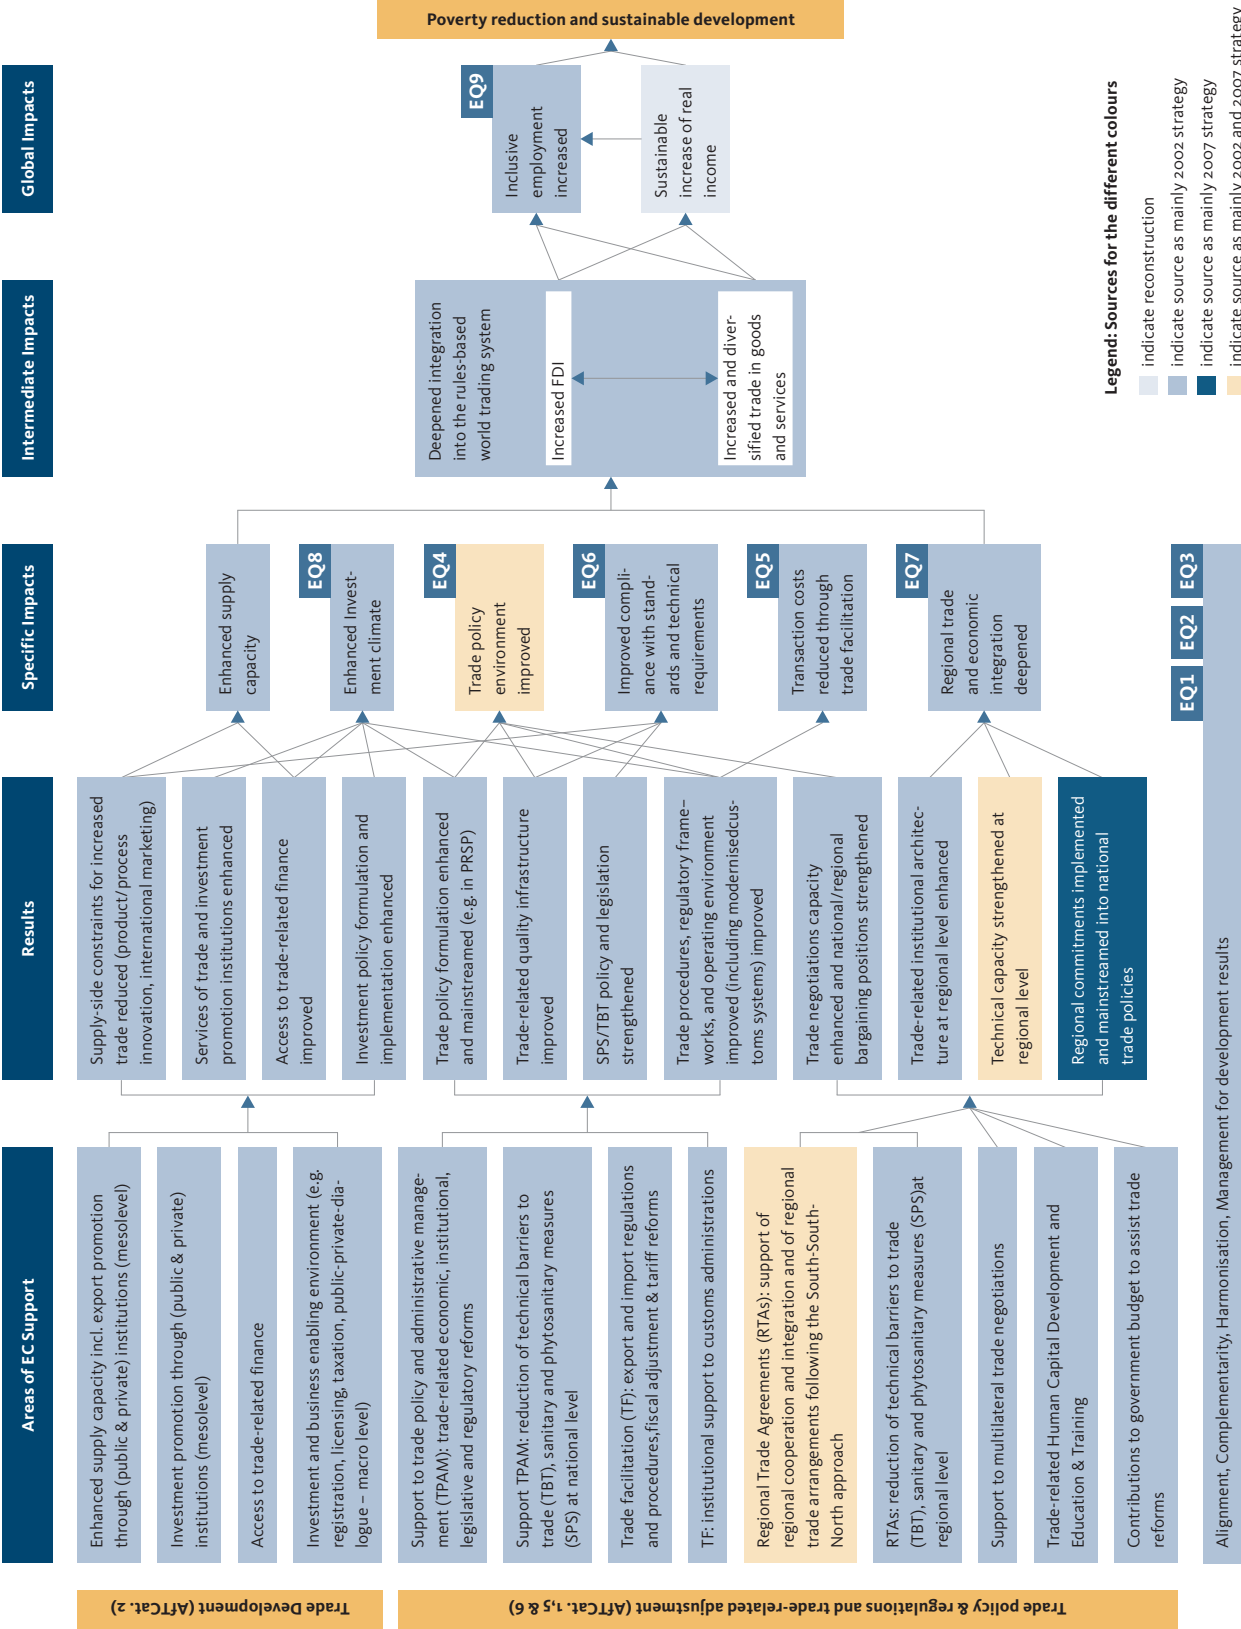 Poverty reduction and sustainable development
Global Impacts
EQ9
Inclusive
employment
increased
Sustainable
increase of real
income
Intermediate Impacts
Deepened integration
into the rules-based
world trading system
Increased FDI
Increased and diver-
sified trade in goods
and services
Specific Impacts
Enhanced supply
capacity
EQ8
Enhanced Invest-
ment climate
EQ4
Trade policy
environment
improved
EQ6
Improved compli-
ance with stand-
ards and technical
requirements
EQ5
Transaction costs
reduced through
trade facilitation
EQ7
Regional trade
and economic
integration
deepened
EQ1 EQ2 EQ3
Results
Supply-side constraints for increased
trade reduced (product/process
innovation, international marketing)
Services of trade and investment
promotion institutions enhanced
Access to trade-related finance
improved
Investment policy formulation and
implementation enhanced
Trade policy formulation enhanced
and mainstreamed (e.g. in PRSP)
Trade-related quality infrastructure
improved
SPS/TBT policy and legislation
strengthened
Trade procedures, regulatory frame–
works, and operating environment
improved (including modernisedcus-
toms systems) improved
Trade negotiations capacity
enhanced and national/regional
bargaining positions strengthened
Trade-related institutional architec-
ture at regional level enhanced
Technical capacity strengthened at
regional level
Regional commitments implemented
and mainstreamed into national
trade policies
Areas of EC Support
Enhanced supply capacity incl. export promotion
through (public & private) institutions (mesolevel)
Investment promotion through (public & private)
institutions (mesolevel)
Access to trade-related finance
Investment and business enabling environment (e.g.
registration, licensing, taxation, public-private-dia-
logue – macro level)
Support to trade policy and administrative manage-
ment (TPAM): trade-related economic, institutional,
legislative and regulatory reforms
Support TPAM: reduction of technical barriers to
trade (TBT), sanitary and phytosanitary measures
(SPS) at national level
Trade facilitation (TF): export and import regulations
and procedures,fiscal adjustment & tariff reforms
TF: institutional support to customs administrations
Regional Trade Agreements (RTAs): support of
regional cooperation and integration and of regional
trade arrangements following the South-South-
North approach
RTAs: reduction of technical barriers to trade
(TBT), sanitary and phytosanitary measures (SPS)at
regional level
Support to multilateral trade negotiations
Trade-related Human Capital Development and
Education & Training
Contributions to government budget to assist trade
reforms
Alignment, Complementarity, Harmonisation, Management for development results
Trade Development (AfTCat. 2)
Trade policy & regulations and trade-related adjustment (AfTCat. 1,5 & 6)
Legend: Sources for the different colours
indicate reconstruction
indicate source as mainly 2002 strategy
indicate source as mainly 2007 strategy
indicate source as mainly 2002 and 2007 strategy